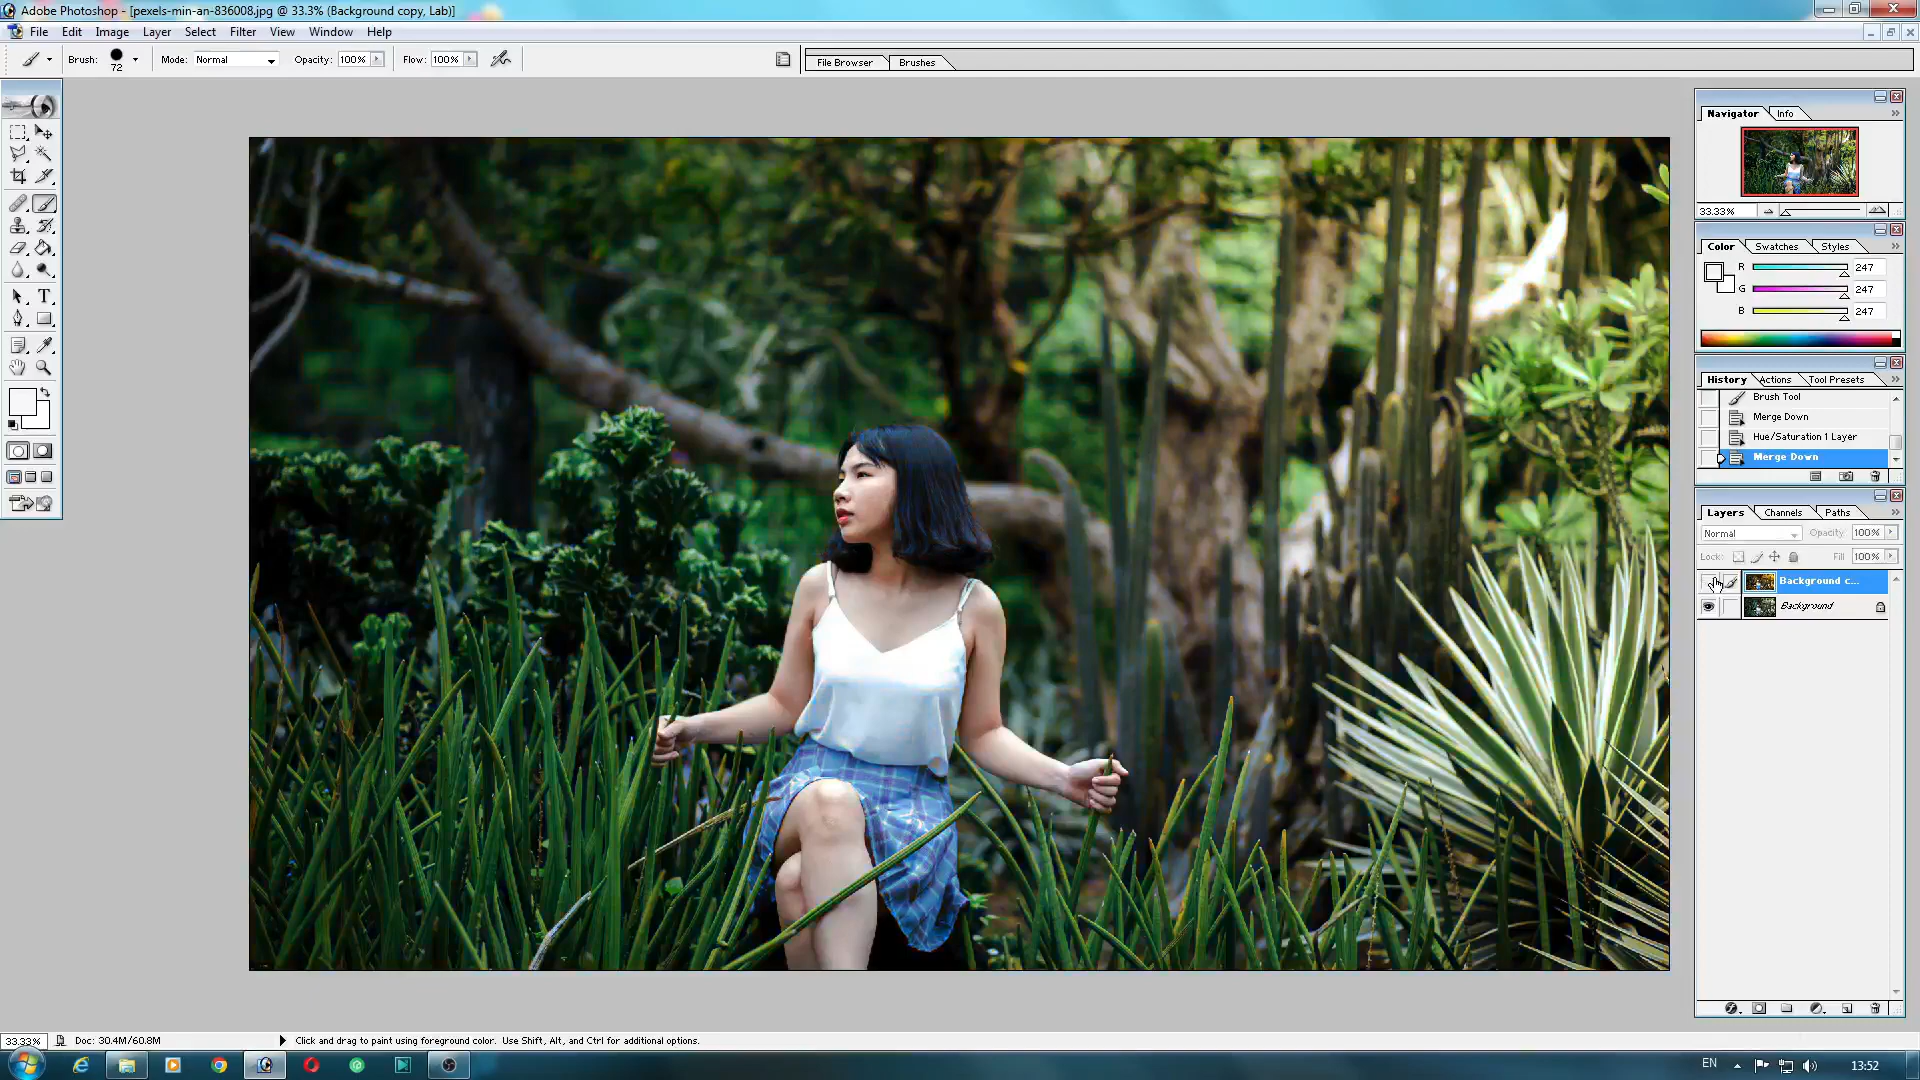 Adobe Photoshop - [pexels-min-an-836008.jpg @ 33.3% (Background copy, Lab)]
File Edit Image Layer Select Filter View Window Help
Brush: 72 Mode: Normal Opacity: 100% Flow: 100%
File Browser Brushes
Navigator Info
33.33%
Color Swatches Styles
R 247
G 247
B 247
History Actions Tool Presets
Brush Tool
Merge Down
Hue/Saturation 1 Layer
Merge Down
Layers Channels Paths
Normal Opacity: 100%
Lock: Fill: 100%
Background c...
Background
33.33% Doc: 30.4M/60.8M Click and drag to paint using foreground color. Use Shift, Alt, and Ctrl for additional options.
EN 13:52